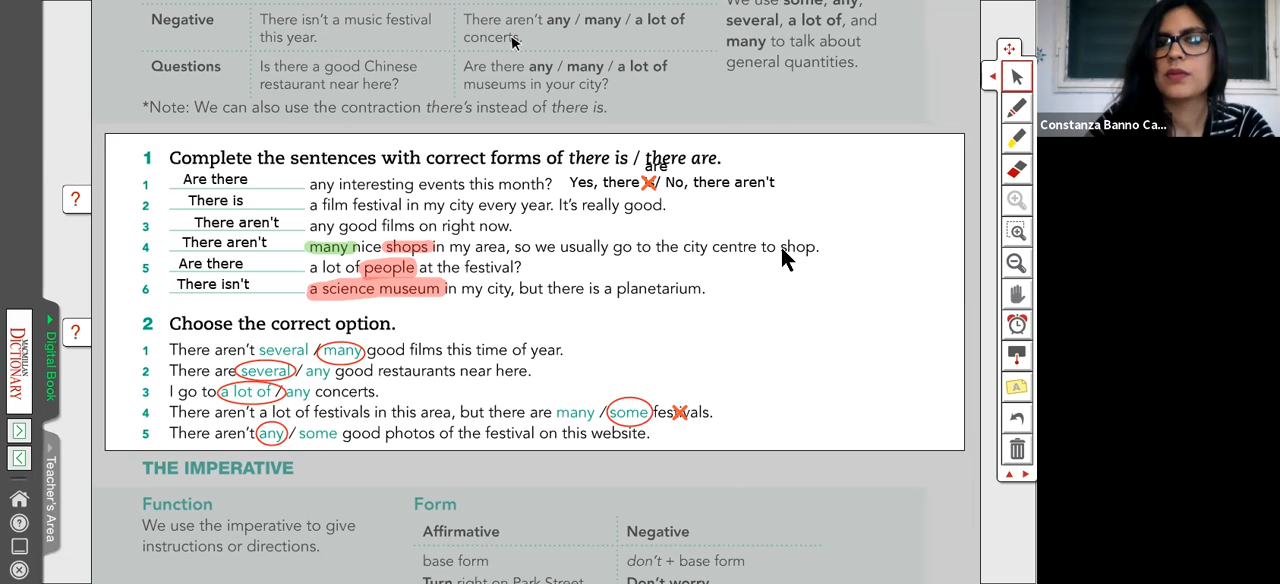 We use some, any,
several, a lot of, and
many to talk about
general quantities.
Negative There isn't a music festival this year. There aren't any / many / a lot of concerts.
Questions Is there a good Chinese restaurant near here? Are there any / many / a lot of museums in your city?
*Note: We can also use the contraction there's instead of there is.
Constanza Banno Ca...
1 Complete the sentences with correct forms of there is / there are.
are
1 Are there any interesting events this month? Yes, there is/ No, there aren't
2 There is a film festival in my city every year. It's really good.
3 There aren't any good films on right now.
4 There aren't many nice shops in my area, so we usually go to the city centre to shop.
5 Are there a lot of people at the festival?
6 There isn't a science museum in my city, but there is a planetarium.
2 Choose the correct option.
1 There aren't several / many good films this time of year.
2 There are several / any good restaurants near here.
3 I go to a lot of / any concerts.
4 There aren't a lot of festivals in this area, but there are many / some festivals.
5 There aren't any / some good photos of the festival on this website.
THE IMPERATIVE
Function Form
We use the imperative to give
instructions or directions.
Affirmative Negative
base form don't + base form
Turn right on Park Street Don't worry
?
?
MACMILLAN
DICTIONARY
Digital Book
Teacher's Area
?
A